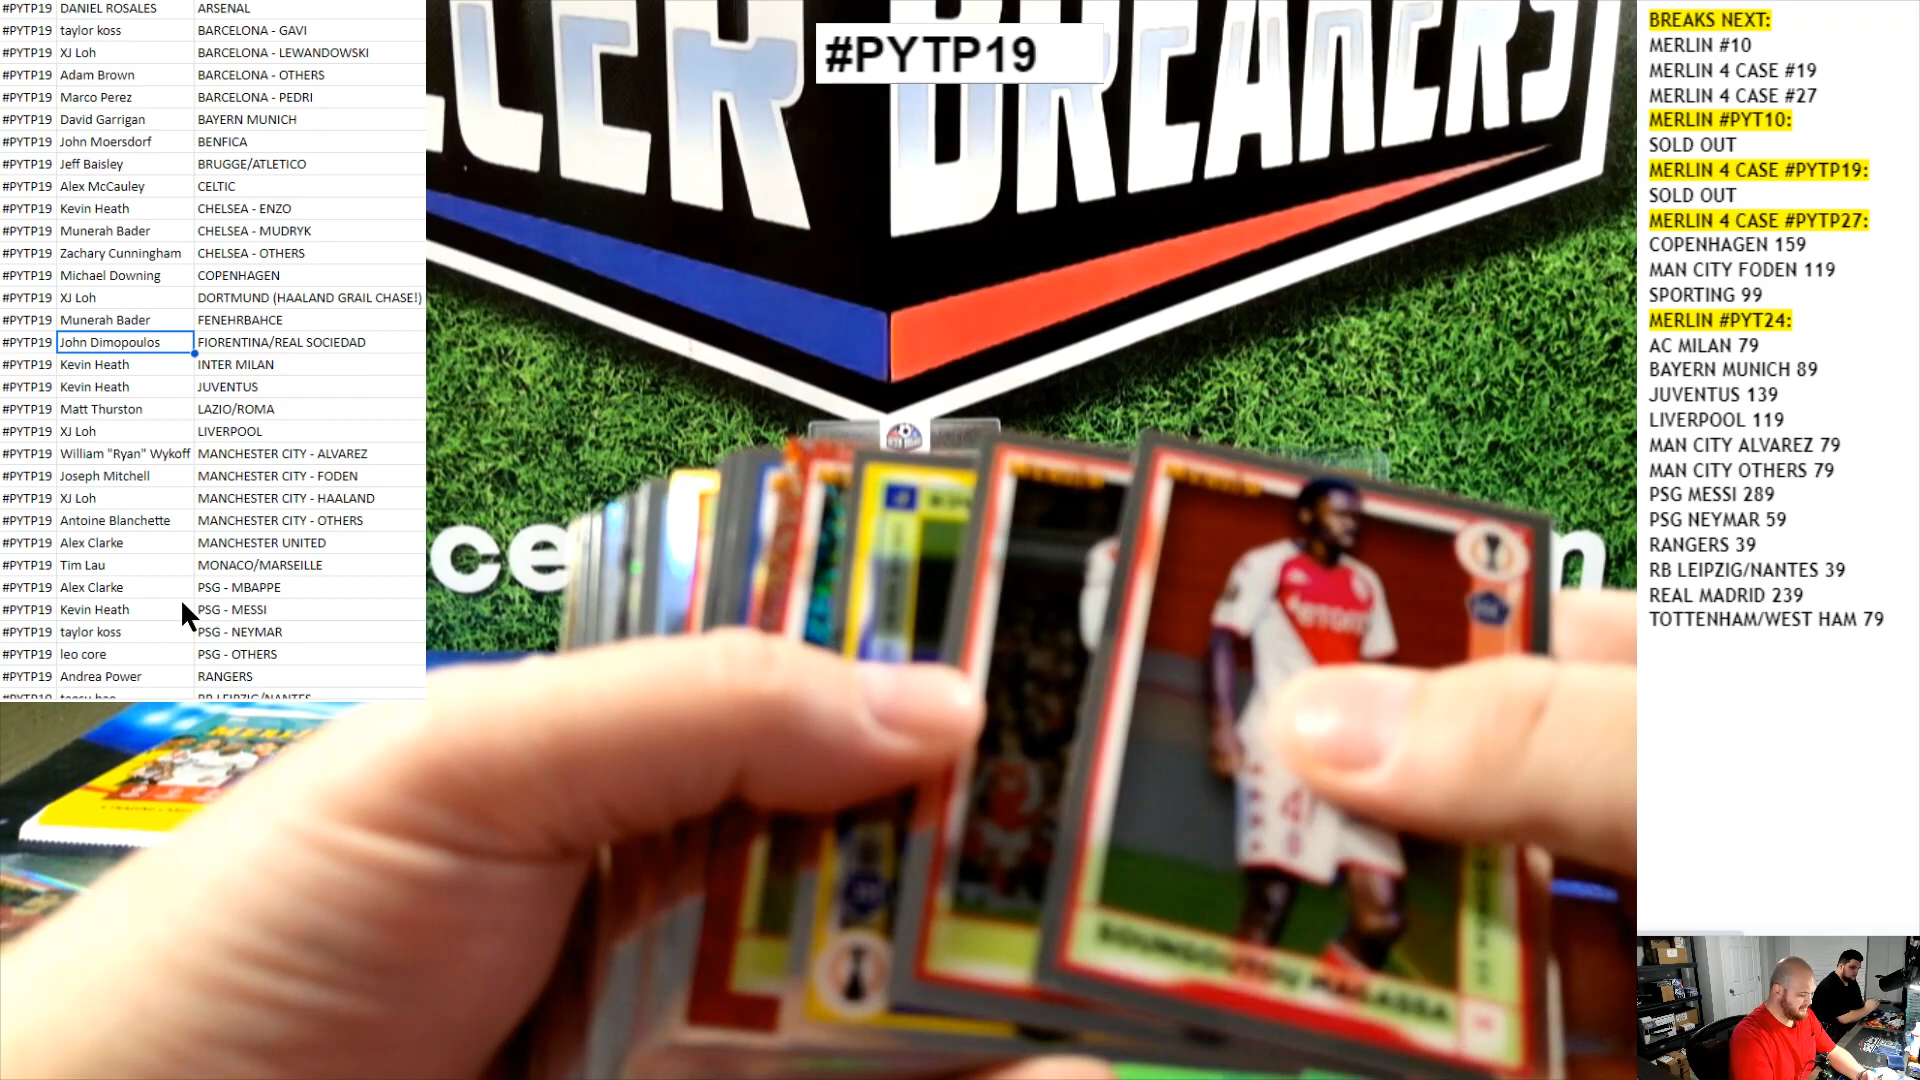 #PYTP19 DANIEL ROSALES ARSENAL
#PYTP19 taylor koss BARCELONA - GAVI
#PYTP19 XJ Loh BARCELONA - LEWANDOWSKI
#PYTP19 Adam Brown BARCELONA - OTHERS
#PYTP19 Marco Perez BARCELONA - PEDRI
#PYTP19 David Garrigan BAYERN MUNICH
#PYTP19 John Moersdorf BENFICA
#PYTP19 Jeff Baisley BRUGGE/ATLETICO
#PYTP19 Alex McCauley CELTIC
#PYTP19 Kevin Heath CHELSEA - ENZO
#PYTP19 Munerah Bader CHELSEA - MUDRYK
#PYTP19 Zachary Cunningham CHELSEA - OTHERS
#PYTP19 Michael Downing COPENHAGEN
#PYTP19 XJ Loh DORTMUND (HAALAND GRAIL CHASE!)
#PYTP19 Munerah Bader FENEHRBAHCE
#PYTP19 John Dimopoulos FIORENTINA/REAL SOCIEDAD
#PYTP19 Kevin Heath INTER MILAN
#PYTP19 Kevin Heath JUVENTUS
#PYTP19 Matt Thurston LAZIO/ROMA
#PYTP19 XJ Loh LIVERPOOL
#PYTP19 William "Ryan" Wykoff MANCHESTER CITY - ALVAREZ
#PYTP19 Joseph Mitchell MANCHESTER CITY - FODEN
#PYTP19 XJ Loh MANCHESTER CITY - HAALAND
#PYTP19 Antoine Blanchette MANCHESTER CITY - OTHERS
#PYTP19 Alex Clarke MANCHESTER UNITED
#PYTP19 Tim Lau MONACO/MARSEILLE
#PYTP19 Alex Clarke PSG - MBAPPE
#PYTP19 Kevin Heath PSG - MESSI
#PYTP19 taylor koss PSG - NEYMAR
#PYTP19 leo core PSG - OTHERS
#PYTP19 Andrea Power RANGERS
#PYTP19
BREAKERS
#PYTP19
MERLIN
SOUNGOUTOU MAGASSA
BREAKS NEXT:
MERLIN #10
MERLIN 4 CASE #19
MERLIN 4 CASE #27
MERLIN #PYT10:
SOLD OUT
MERLIN 4 CASE #PYTP19:
SOLD OUT
MERLIN 4 CASE #PYTP27:
COPENHAGEN 159
MAN CITY FODEN 119
SPORTING 99
MERLIN #PYT24:
AC MILAN 79
BAYERN MUNICH 89
JUVENTUS 139
LIVERPOOL 119
MAN CITY ALVAREZ 79
MAN CITY OTHERS 79
PSG MESSI 289
PSG NEYMAR 59
RANGERS 39
RB LEIPZIG/NANTES 39
REAL MADRID 239
TOTTENHAM/WEST HAM 79